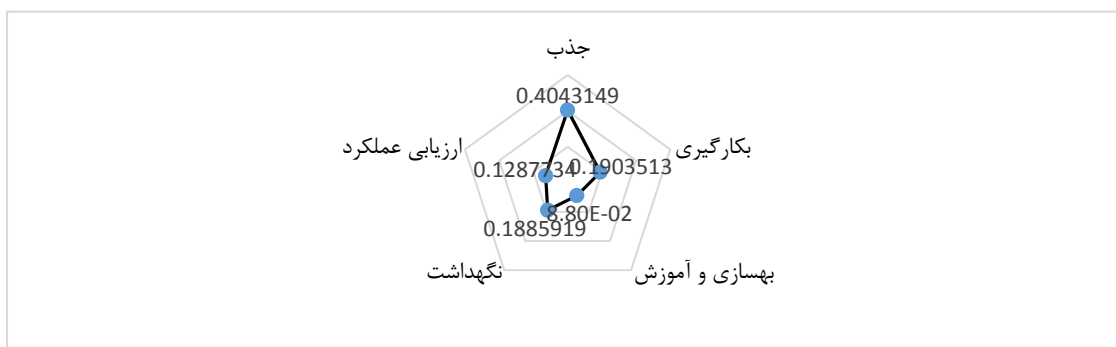 جذب
0.4043149
بکارگیری
0.1903513
ارزیابی عملکرد
0.1287734
8.80E-02
0.1885919
بهسازی و آموزش
نگهداشت